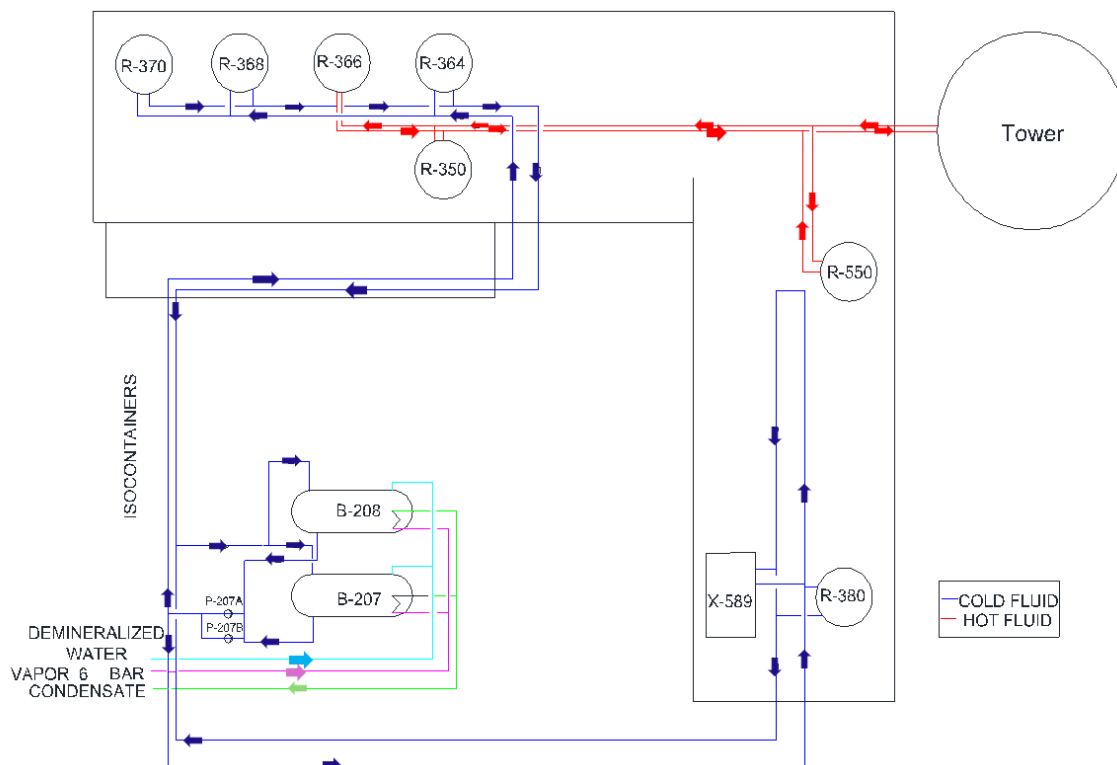 R-370
R-368
R-366
R-364
R-350
Tower
R-550
ISOCONTAINERS
B-208
B-207
P-207A
P-207B
X-589
R-380
DEMINERALIZED
WATER
VAPOR 6 BAR
CONDENSATE
COLD FLUID
HOT FLUID